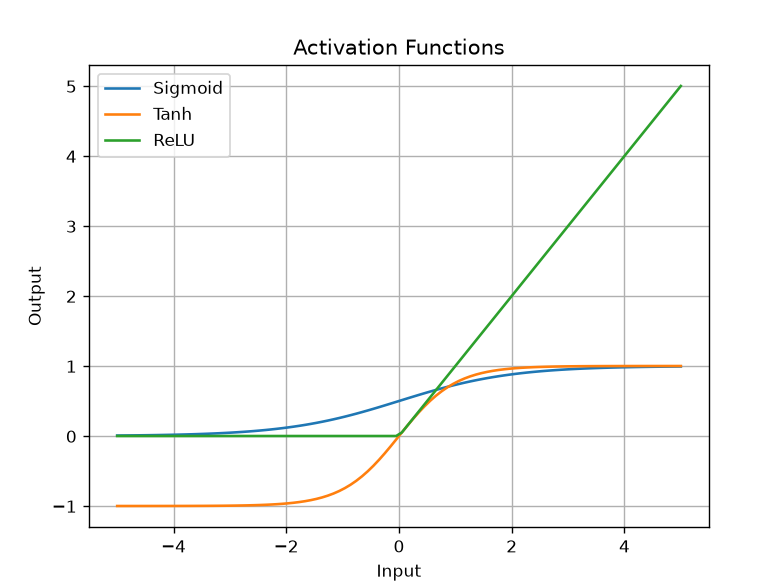 Activation Functions
Sigmoid
Tanh
ReLU
Output
5
4
3
2
1
0
−1
−4 −2 0 2 4
Input